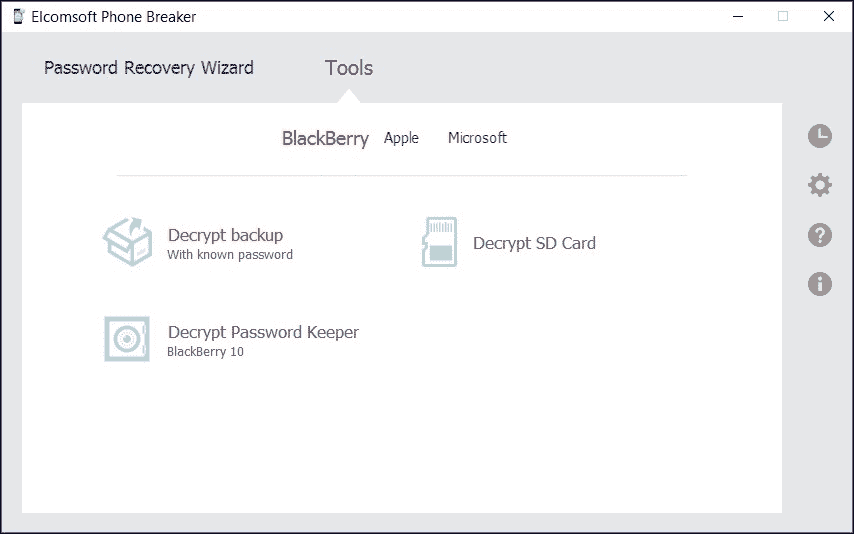 Elcomsoft Phone Breaker
Password Recovery Wizard Tools
BlackBerry Apple Microsoft
Decrypt backup
With known password
Decrypt SD Card
Decrypt Password Keeper
BlackBerry 10